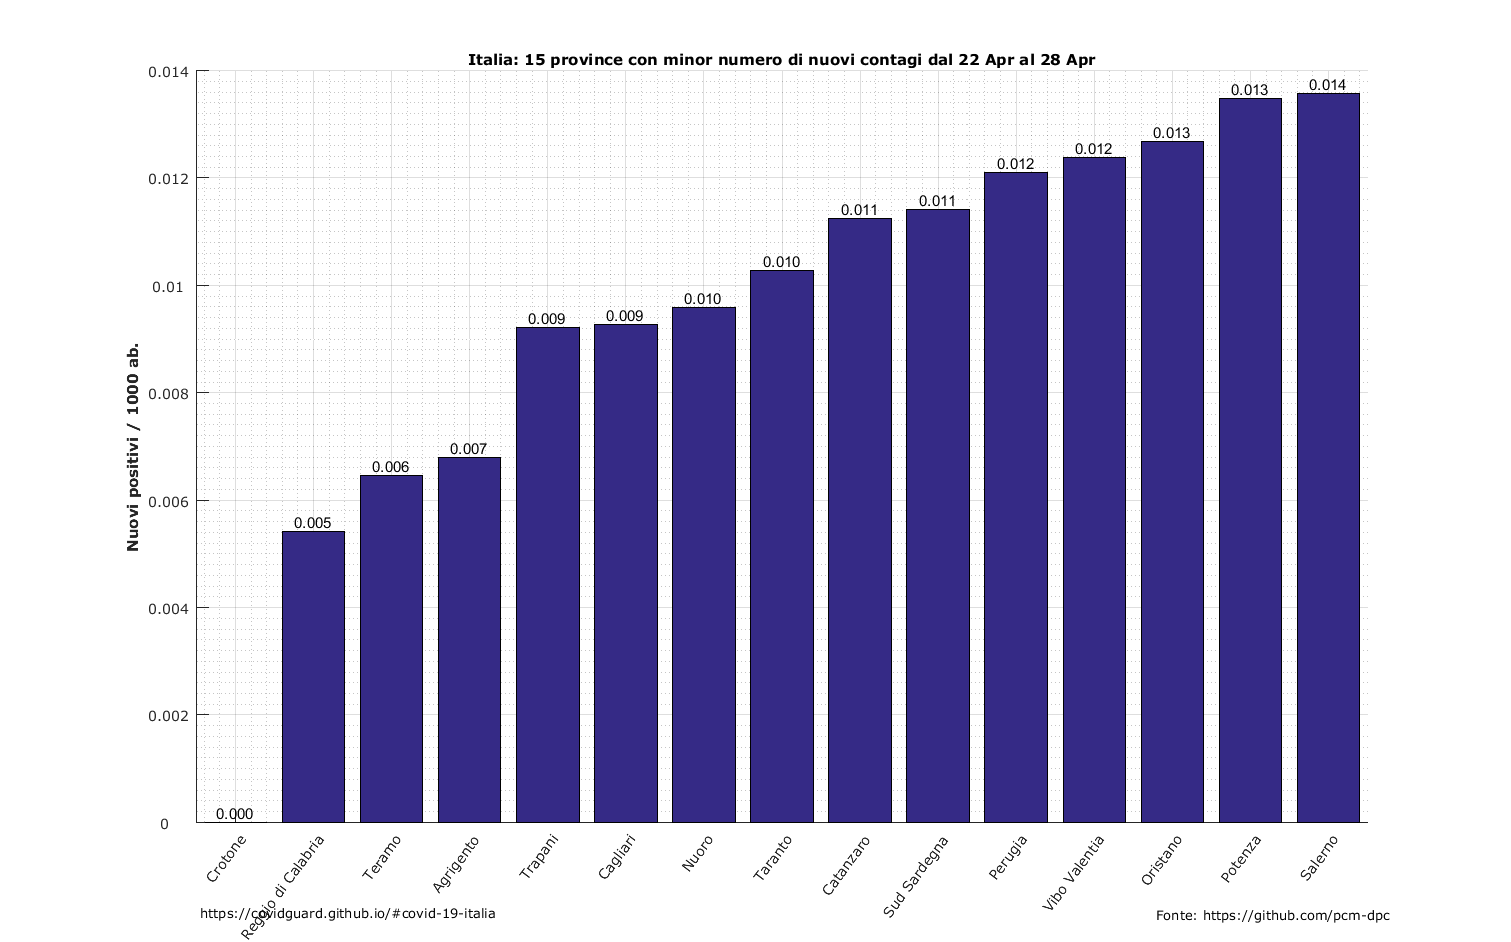 Italia: 15 province con minor numero di nuovi contagi dal 22 Apr al 28 Apr
Nuovi positivi / 1000 ab.
0.014
0.012
0.01
0.008
0.006
0.004
0.002
0
0.000
0.005
0.006
0.007
0.009
0.009
0.010
0.010
0.011
0.011
0.012
0.012
0.013
0.013
0.014
Crotone
Reggio di Calabria
Teramo
Agrigento
Trapani
Cagliari
Nuoro
Taranto
Catanzaro
Sud Sardegna
Perugia
Vibo Valentia
Oristano
Potenza
Salerno
https://covidguard.github.io/#covid-19-italia
Fonte: https://github.com/pcm-dpc